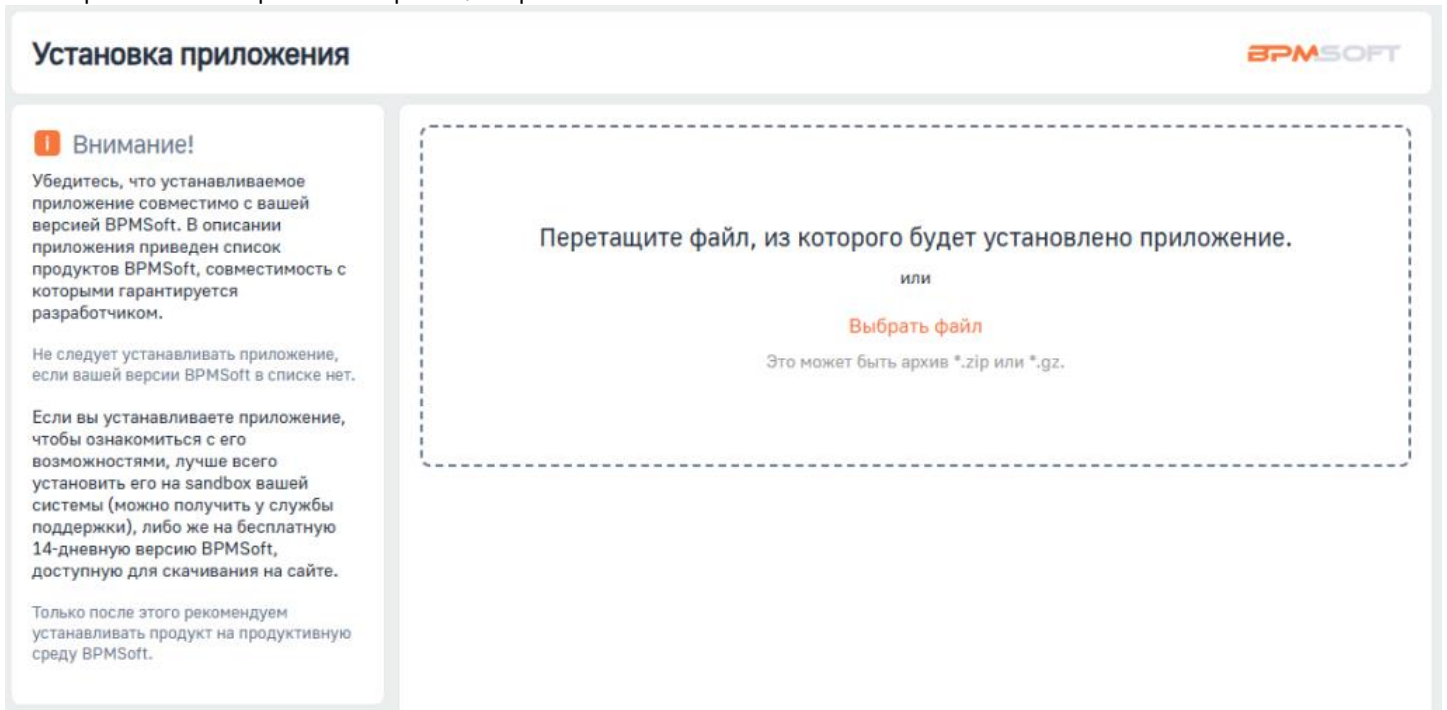 Установка приложения
BPMSOFT
Внимание!
Убедитесь, что устанавливаемое
приложение совместимо с вашей
версией BPMSoft. В описании
приложения приведен список
продуктов BPMSoft, совместимость с
которыми гарантируется
разработчиком.
Не следует устанавливать приложение,
если вашей версии BPMSoft в списке нет.
Если вы устанавливаете приложение,
чтобы ознакомиться с его
возможностями, лучше всего
установить его на sandbox вашей
системы (можно получить у службы
поддержки), либо же на бесплатную
14-дневную версию BPMSoft,
доступную для скачивания на сайте.
Только после этого рекомендуем
устанавливать продукт на продуктивную
среду BPMSoft.
Перетащите файл, из которого будет установлено приложение.
или
Выбрать файл
Это может быть архив *.zip или *.gz.